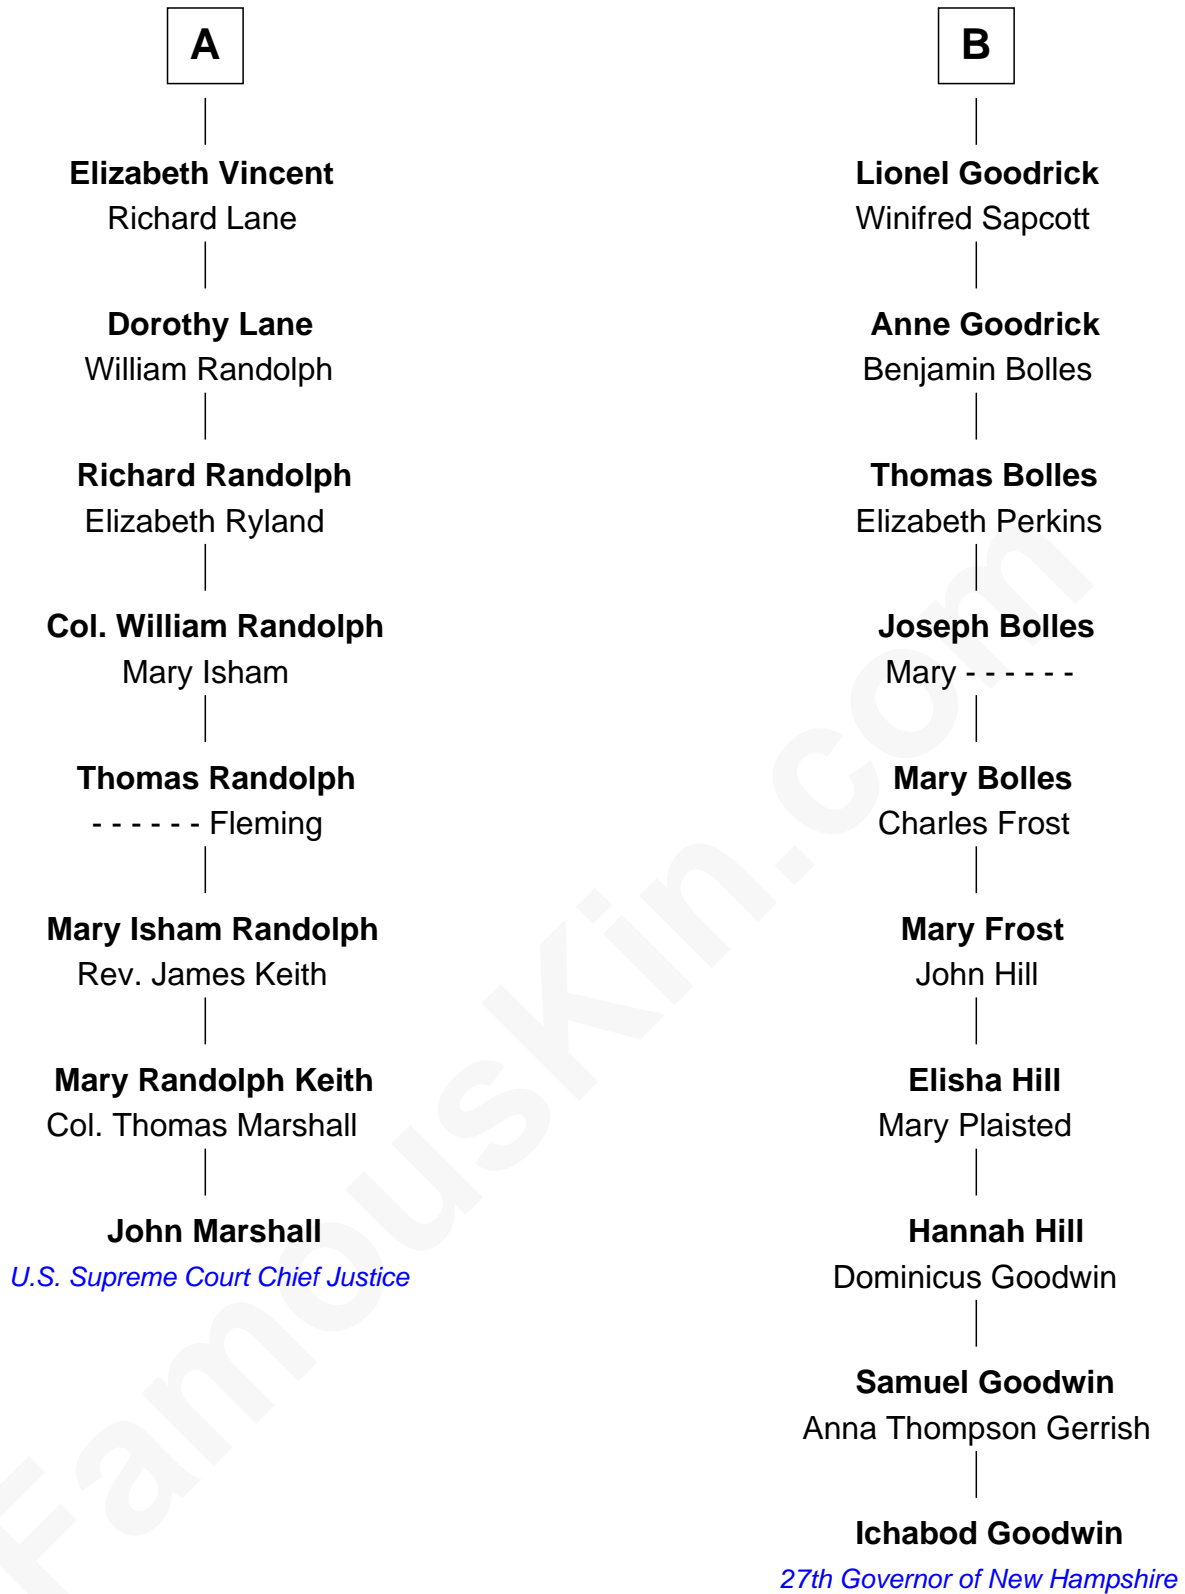 A
Elizabeth Vincent
Richard Lane
Dorothy Lane
William Randolph
Richard Randolph
Elizabeth Ryland
Col. William Randolph
Mary Isham
Thomas Randolph
- - - - - - Fleming
Mary Isham Randolph
Rev. James Keith
Mary Randolph Keith
Col. Thomas Marshall
John Marshall
U.S. Supreme Court Chief Justice
B
Lionel Goodrick
Winifred Sapcott
Anne Goodrick
Benjamin Bolles
Thomas Bolles
Elizabeth Perkins
Joseph Bolles
Mary - - - - - -
Mary Bolles
Charles Frost
Mary Frost
John Hill
Elisha Hill
Mary Plaisted
Hannah Hill
Dominicus Goodwin
Samuel Goodwin
Anna Thompson Gerrish
Ichabod Goodwin
27th Governor of New Hampshire
FamousKin.com